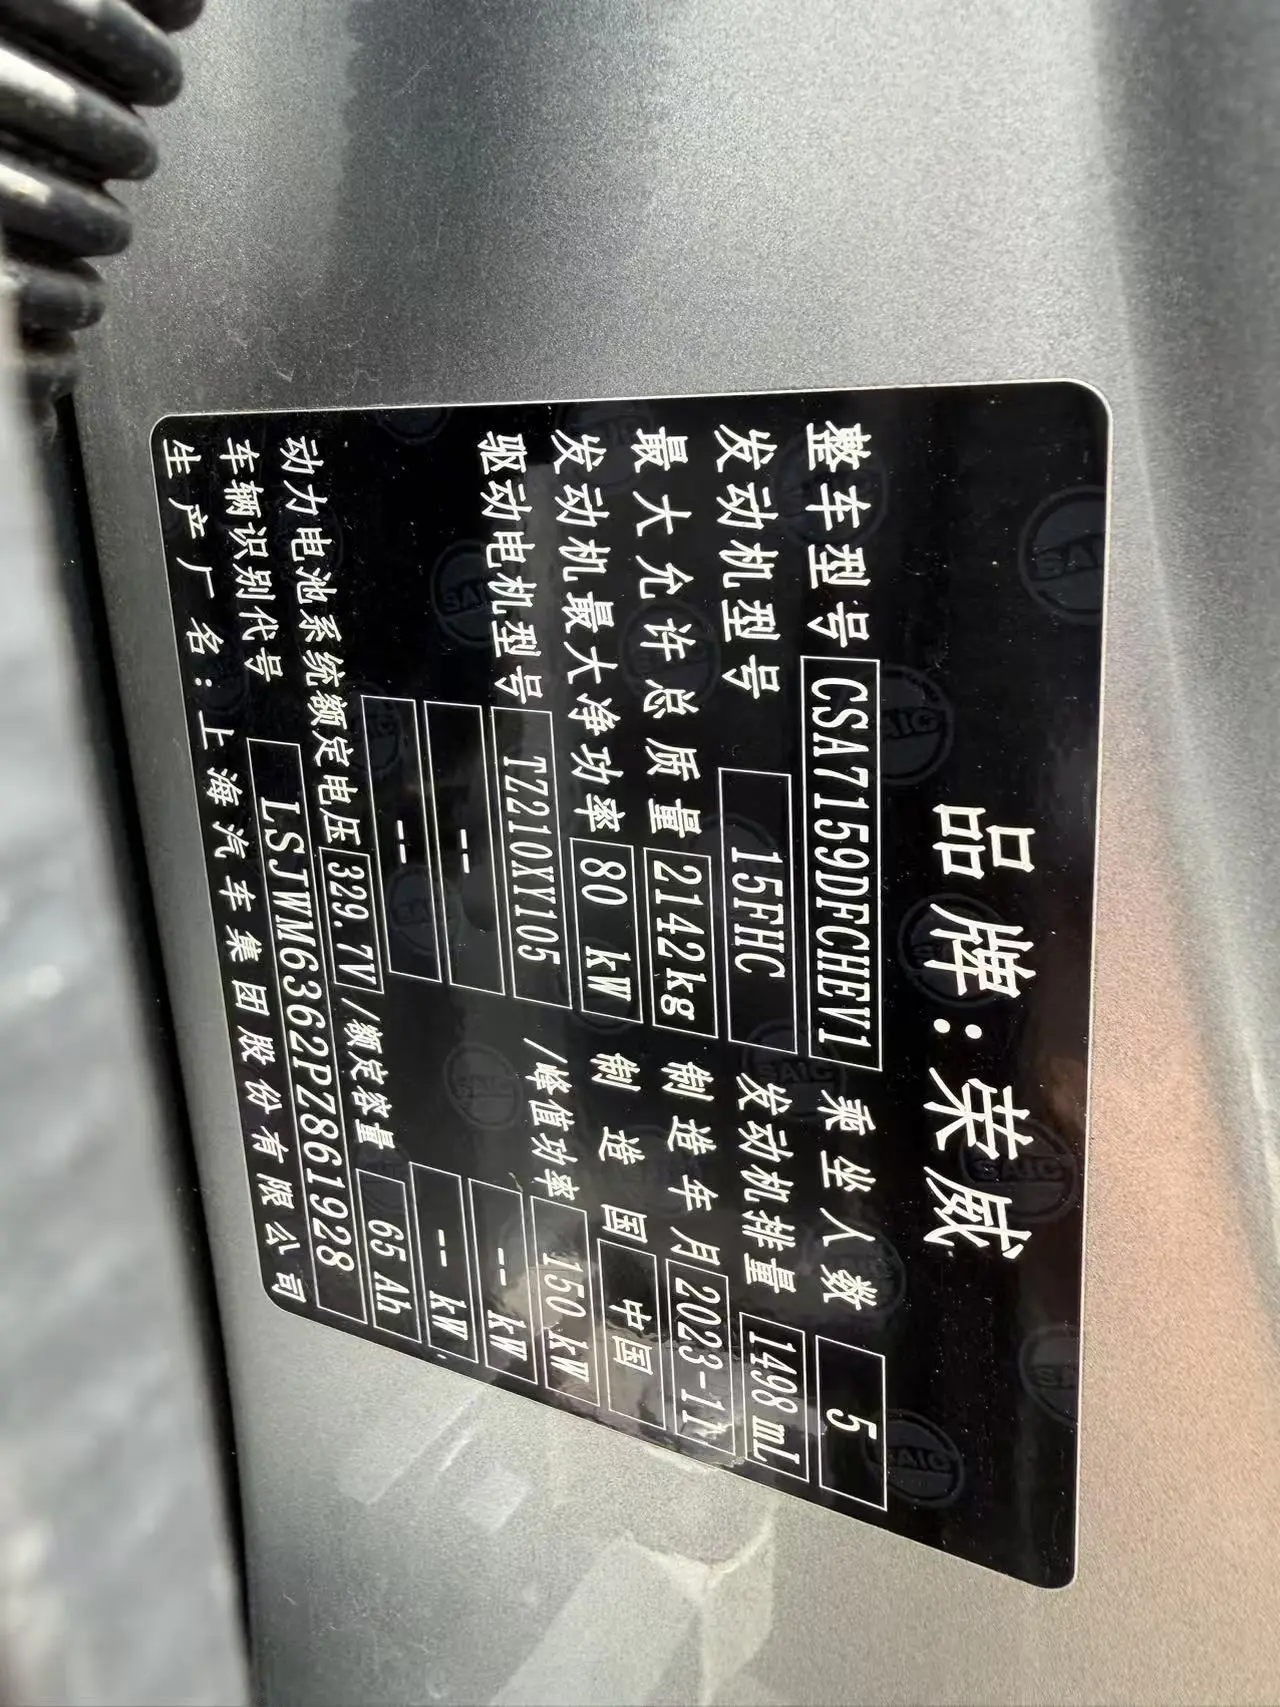 品牌:荣威
整车型号 CSA7159DFCHEV1 乘坐人数 5
发动机型号 15FHC 发动机排量 1498 mL
最大允许总质量 2142kg 制造年月 2023-11
发动机最大净功率 80 kW 制造国 中国
驱动电机型号 TZ210XY105 /峰值功率 150 kW
-- -- kW
-- -- kW
动力电池系统额定电压 329.7V /额定容量 65 Ah
车辆识别代号 LSJWM6362PZ861928
生产厂名:上海汽车集团股份有限公司